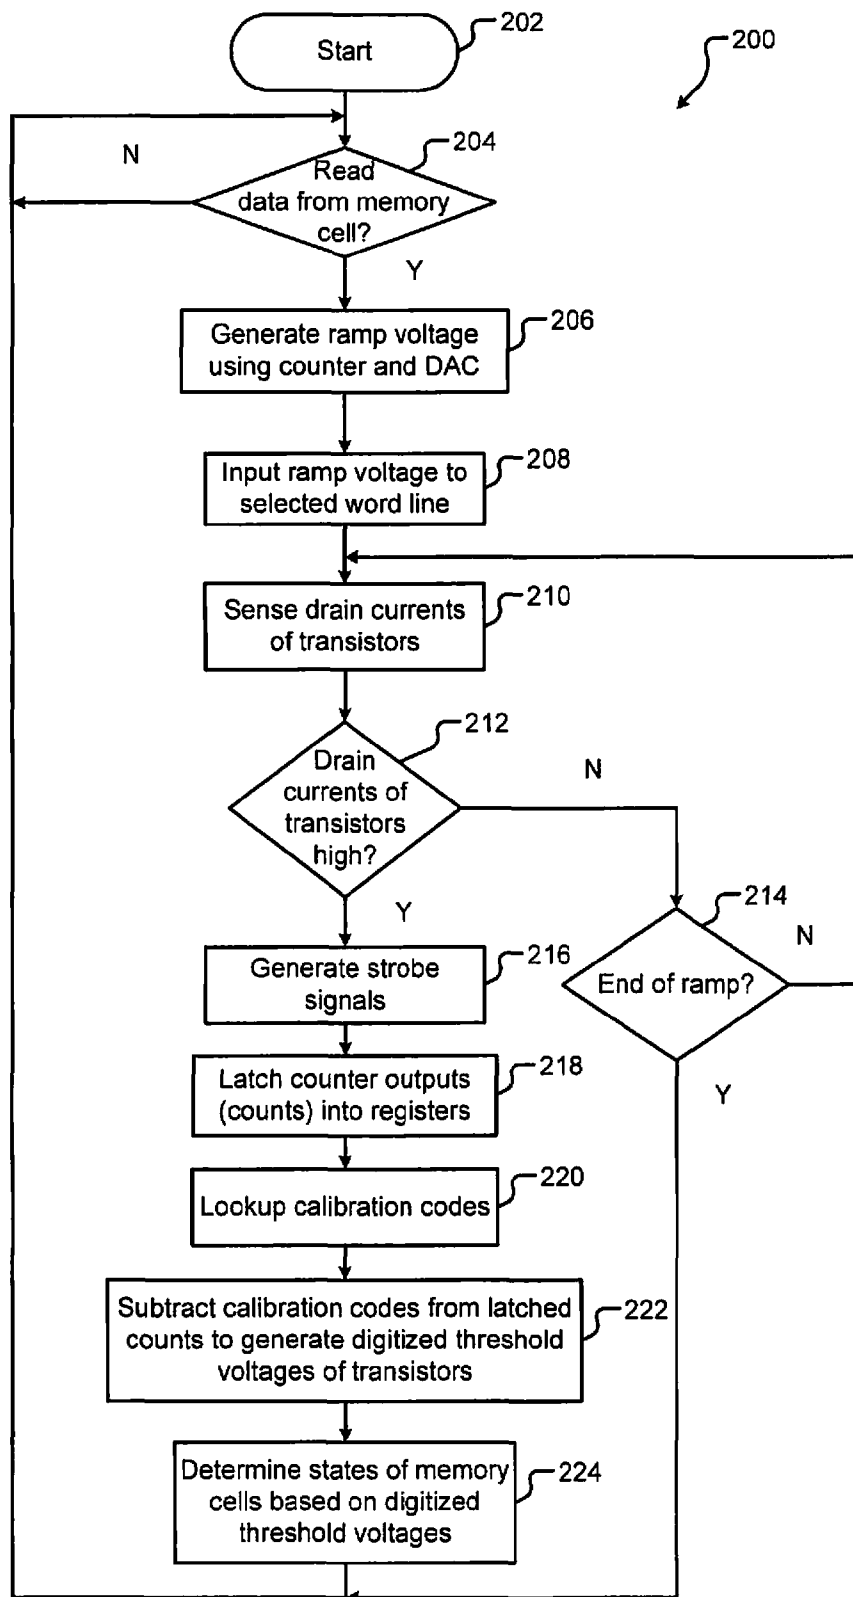 202
Start
200
N
204
Read
data from memory
cell?
Y
206
Generate ramp voltage
using counter and DAC
208
Input ramp voltage to
selected word line
210
Sense drain currents
of transistors
212
Drain
currents of
transistors
high?
N
Y
214
End of ramp?
N
Y
216
Generate strobe
signals
218
Latch counter outputs
(counts) into registers
220
Lookup calibration codes
222
Subtract calibration codes from latched
counts to generate digitized threshold
voltages of transistors
224
Determine states of memory
cells based on digitized
threshold voltages